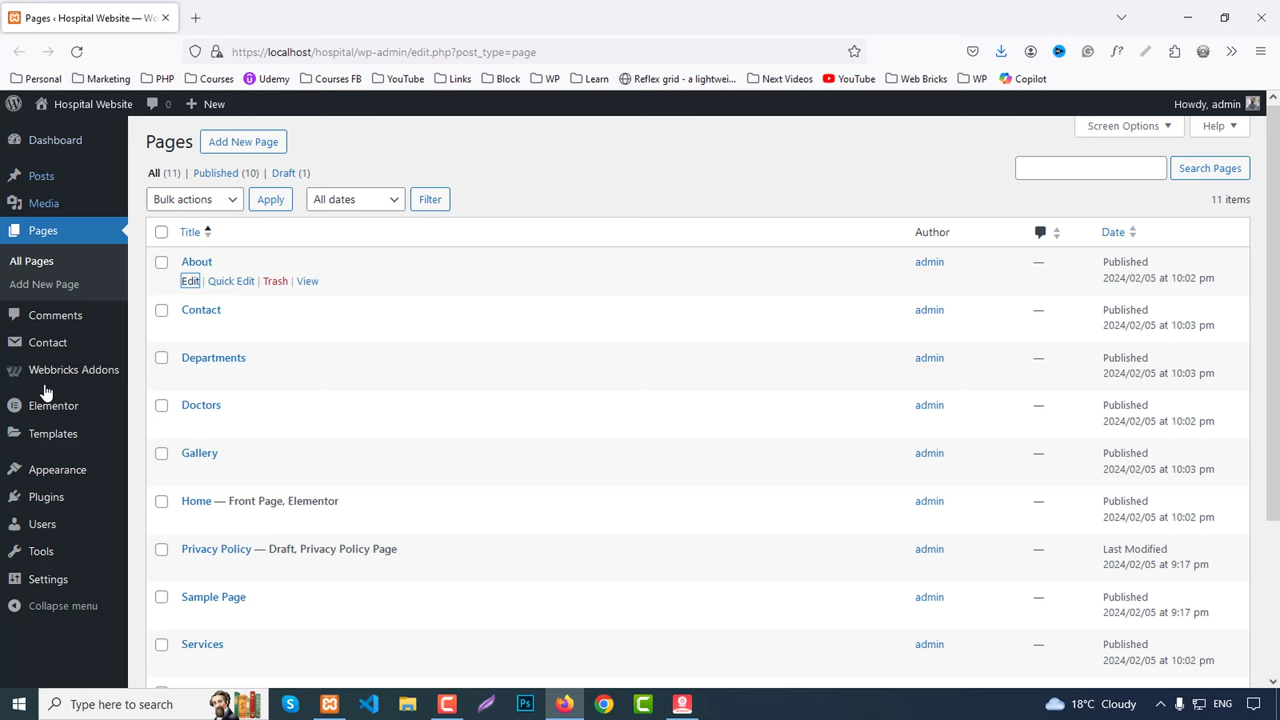 Pages ‹ Hospital Website — Wo
https://localhost/hospital/wp-admin/edit.php?post_type=page
Personal Marketing PHP Courses Udemy Courses FB YouTube Links Block WP Learn Reflex grid - a lightwei... Next Videos YouTube Web Bricks WP Copilot
Hospital Website 0 New Howdy, admin
Dashboard
Posts
Media
Pages
All Pages
Add New Page
Comments
Contact
Webbricks Addons
Elementor
Templates
Appearance
Plugins
Users
Tools
Settings
Collapse menu
Screen Options Help
Pages Add New Page
All (11) | Published (10) | Draft (1)
Search Pages
Bulk actions Apply All dates Filter 11 items
Title Author Date
About admin — Published
2024/02/05 at 10:02 pm
Edit | Quick Edit | Trash | View
Contact admin — Published
2024/02/05 at 10:03 pm
Departments admin — Published
2024/02/05 at 10:03 pm
Doctors admin — Published
2024/02/05 at 10:02 pm
Gallery admin — Published
2024/02/05 at 10:03 pm
Home — Front Page, Elementor admin — Published
2024/02/05 at 10:02 pm
Privacy Policy — Draft, Privacy Policy Page admin — Last Modified
2024/02/05 at 9:17 pm
Sample Page admin — Published
2024/02/05 at 9:17 pm
Services admin — Published
2024/02/05 at 10:02 pm
Type here to search
18°C Cloudy ENG